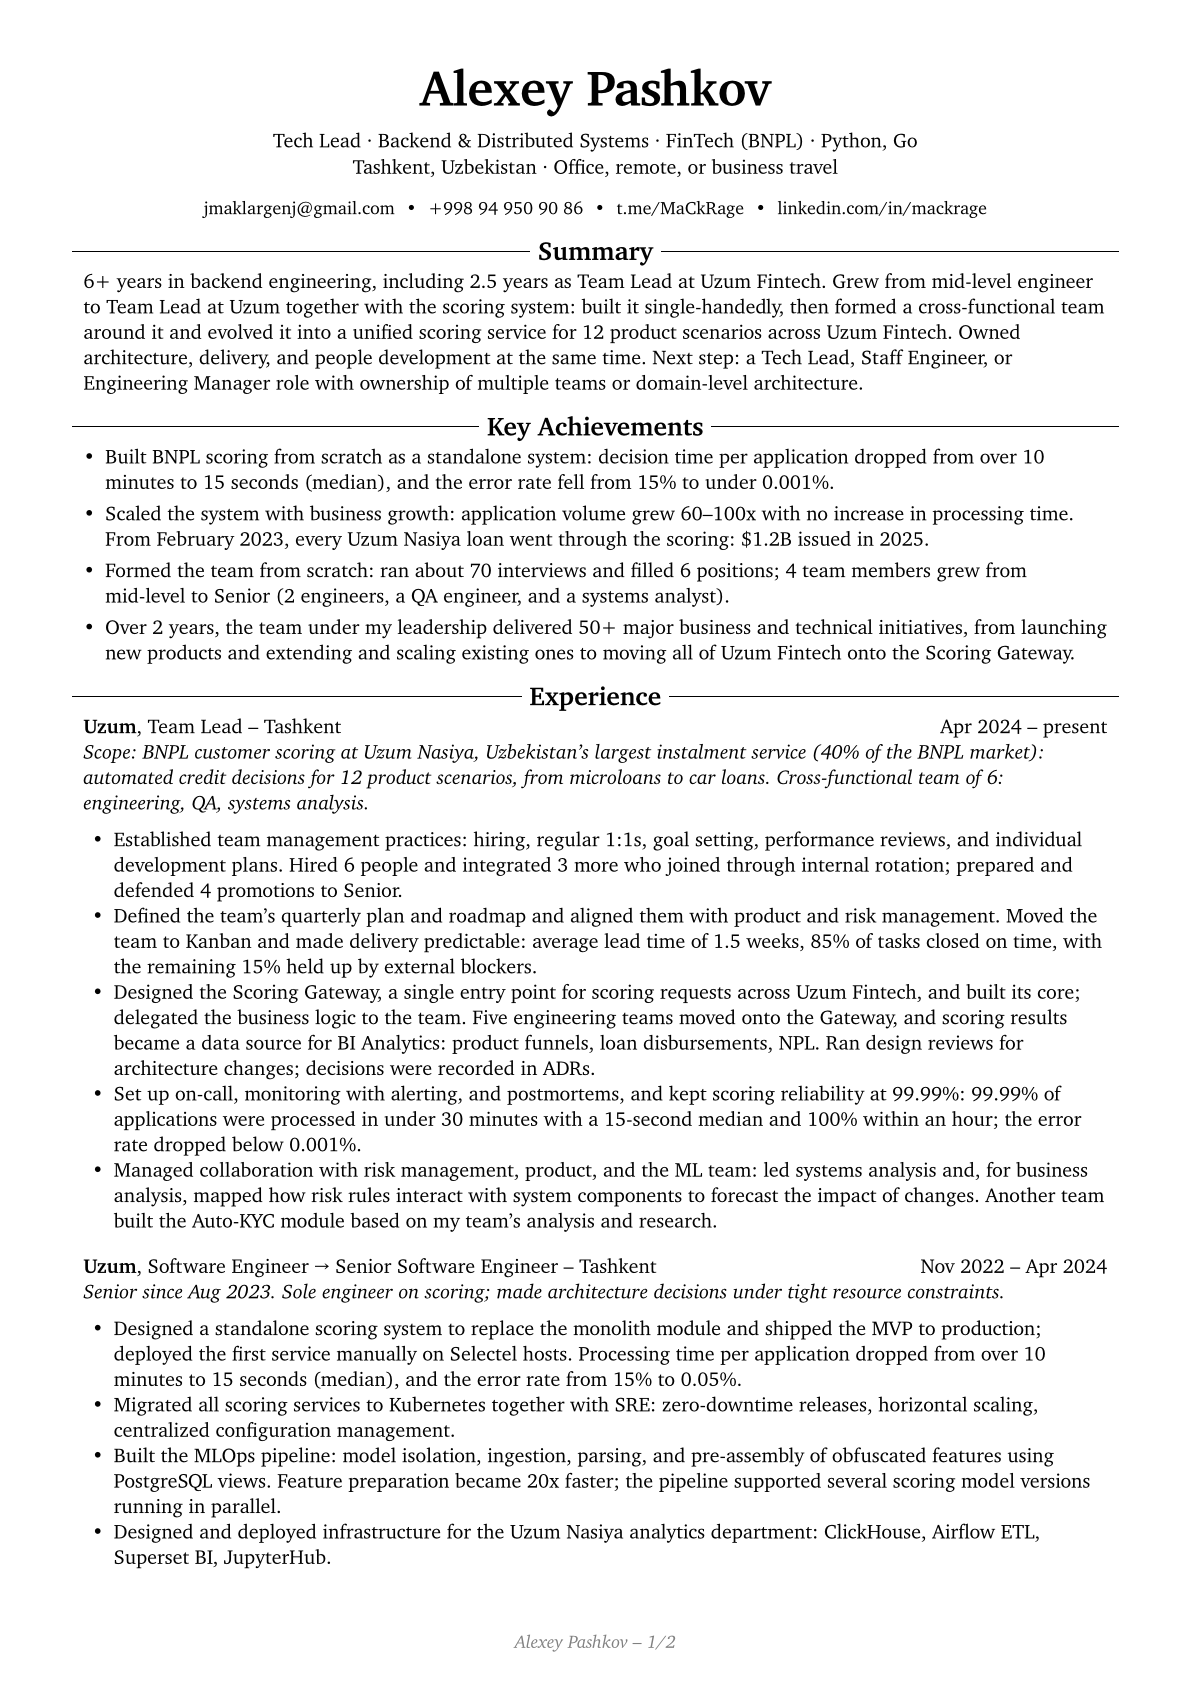 Alexey Pashkov
Tech Lead · Backend & Distributed Systems · FinTech (BNPL) · Python, Go
Tashkent, Uzbekistan · Office, remote, or business travel
jmaklargenj@gmail.com • +998 94 950 90 86 • t.me/MaCkRage • linkedin.com/in/mackrage
Summary
6+ years in backend engineering, including 2.5 years as Team Lead at Uzum Fintech. Grew from mid-level engineer
to Team Lead at Uzum together with the scoring system: built it single-handedly, then formed a cross-functional team
around it and evolved it into a unified scoring service for 12 product scenarios across Uzum Fintech. Owned
architecture, delivery, and people development at the same time. Next step: a Tech Lead, Staff Engineer, or
Engineering Manager role with ownership of multiple teams or domain-level architecture.
Key Achievements
• Built BNPL scoring from scratch as a standalone system: decision time per application dropped from over 10
minutes to 15 seconds (median), and the error rate fell from 15% to under 0.001%.
• Scaled the system with business growth: application volume grew 60–100x with no increase in processing time.
From February 2023, every Uzum Nasiya loan went through the scoring: $1.2B issued in 2025.
• Formed the team from scratch: ran about 70 interviews and filled 6 positions; 4 team members grew from
mid-level to Senior (2 engineers, a QA engineer, and a systems analyst).
• Over 2 years, the team under my leadership delivered 50+ major business and technical initiatives, from launching
new products and extending and scaling existing ones to moving all of Uzum Fintech onto the Scoring Gateway.
Experience
Uzum, Team Lead – Tashkent Apr 2024 – present
Scope: BNPL customer scoring at Uzum Nasiya, Uzbekistan’s largest instalment service (40% of the BNPL market):
automated credit decisions for 12 product scenarios, from microloans to car loans. Cross-functional team of 6:
engineering, QA, systems analysis.
• Established team management practices: hiring, regular 1:1s, goal setting, performance reviews, and individual
development plans. Hired 6 people and integrated 3 more who joined through internal rotation; prepared and
defended 4 promotions to Senior.
• Defined the team’s quarterly plan and roadmap and aligned them with product and risk management. Moved the
team to Kanban and made delivery predictable: average lead time of 1.5 weeks, 85% of tasks closed on time, with
the remaining 15% held up by external blockers.
• Designed the Scoring Gateway, a single entry point for scoring requests across Uzum Fintech, and built its core;
delegated the business logic to the team. Five engineering teams moved onto the Gateway, and scoring results
became a data source for BI Analytics: product funnels, loan disbursements, NPL. Ran design reviews for
architecture changes; decisions were recorded in ADRs.
• Set up on-call, monitoring with alerting, and postmortems, and kept scoring reliability at 99.99%: 99.99% of
applications were processed in under 30 minutes with a 15-second median and 100% within an hour; the error
rate dropped below 0.001%.
• Managed collaboration with risk management, product, and the ML team: led systems analysis and, for business
analysis, mapped how risk rules interact with system components to forecast the impact of changes. Another team
built the Auto-KYC module based on my team’s analysis and research.
Uzum, Software Engineer → Senior Software Engineer – Tashkent Nov 2022 – Apr 2024
Senior since Aug 2023. Sole engineer on scoring; made architecture decisions under tight resource constraints.
• Designed a standalone scoring system to replace the monolith module and shipped the MVP to production;
deployed the first service manually on Selectel hosts. Processing time per application dropped from over 10
minutes to 15 seconds (median), and the error rate from 15% to 0.05%.
• Migrated all scoring services to Kubernetes together with SRE: zero-downtime releases, horizontal scaling,
centralized configuration management.
• Built the MLOps pipeline: model isolation, ingestion, parsing, and pre-assembly of obfuscated features using
PostgreSQL views. Feature preparation became 20x faster; the pipeline supported several scoring model versions
running in parallel.
• Designed and deployed infrastructure for the Uzum Nasiya analytics department: ClickHouse, Airflow ETL,
Superset BI, JupyterHub.
Alexey Pashkov – 1/2